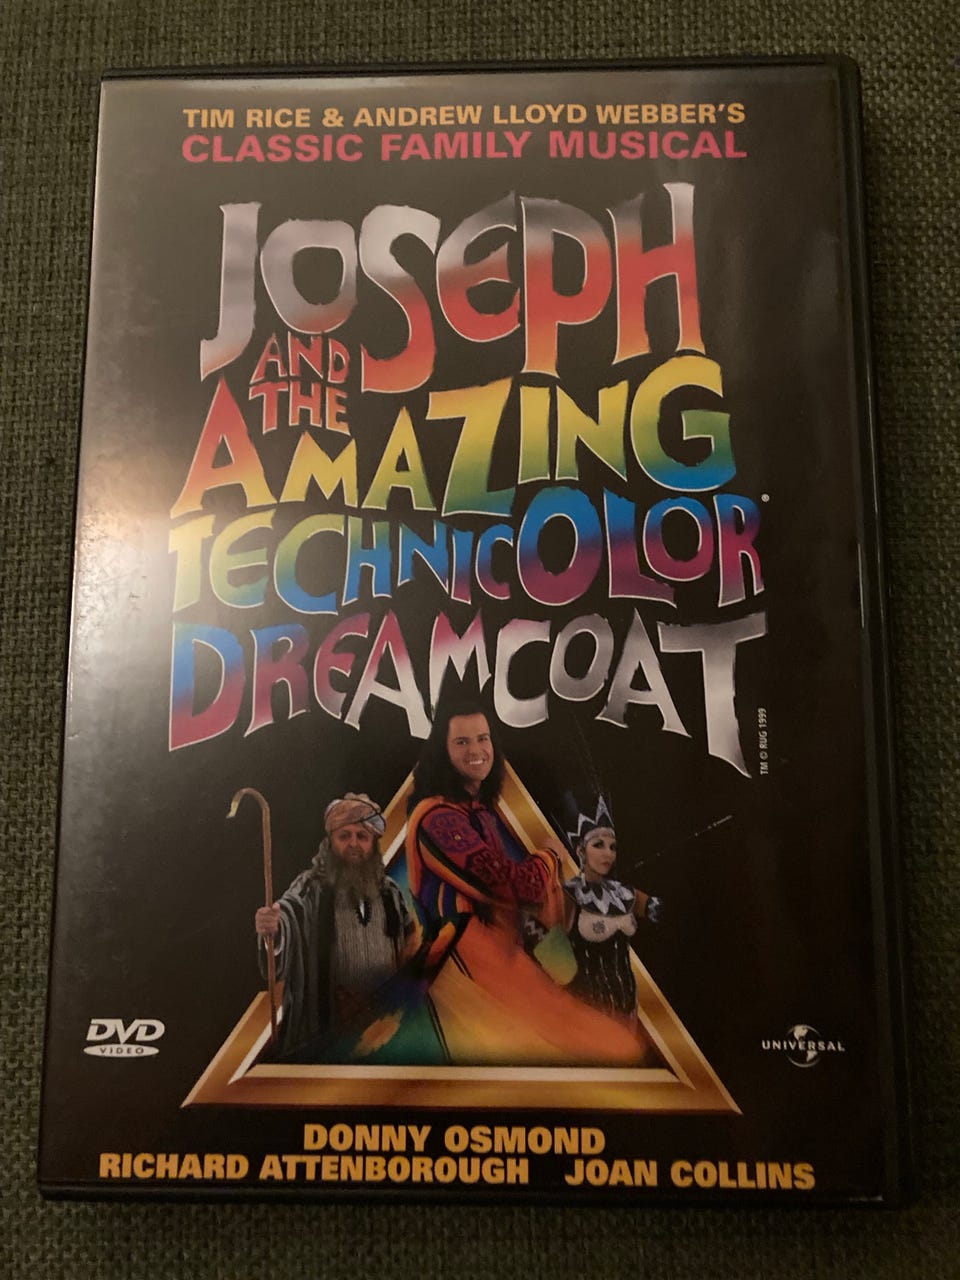 TIM RICE & ANDREW LLOYD WEBBER'S
CLASSIC FAMILY MUSICAL
JOSEPH
AND
THE
AMAZING
TECHNICOLOR®
DREAMCOAT
TM © RUG 1999
DVD
VIDEO
UNIVERSAL
DONNY OSMOND
RICHARD ATTENBOROUGH JOAN COLLINS